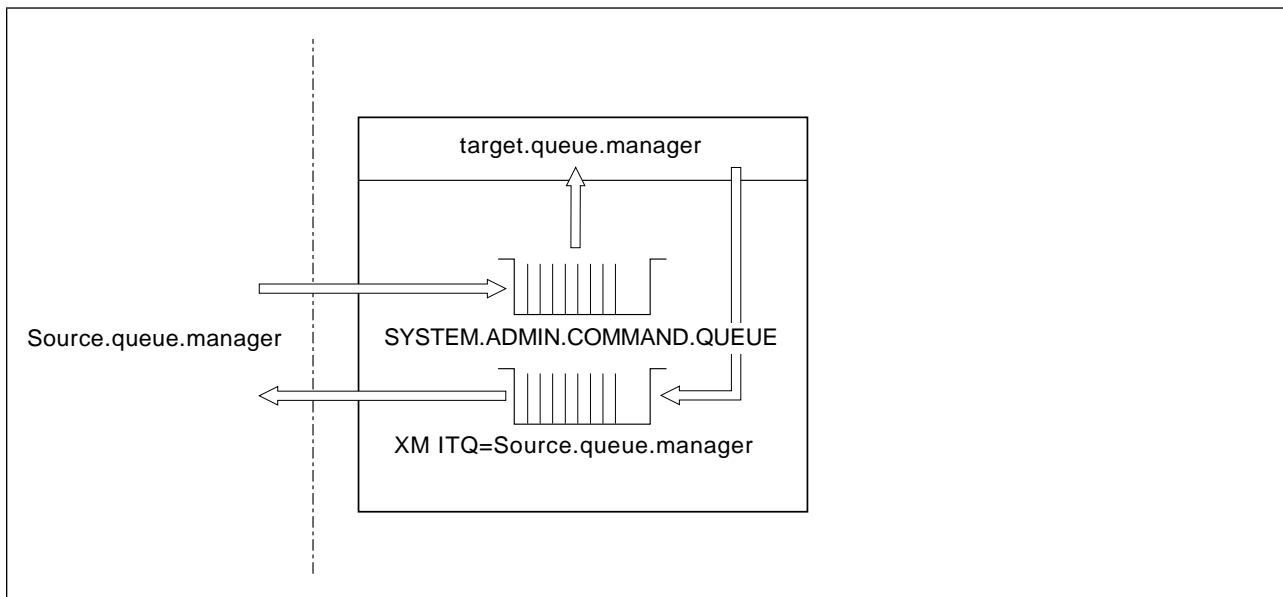 target.queue.manager
Source.queue.manager
SYSTEM.ADMIN.COMMAND.QUEUE
XM ITQ=Source.queue.manager